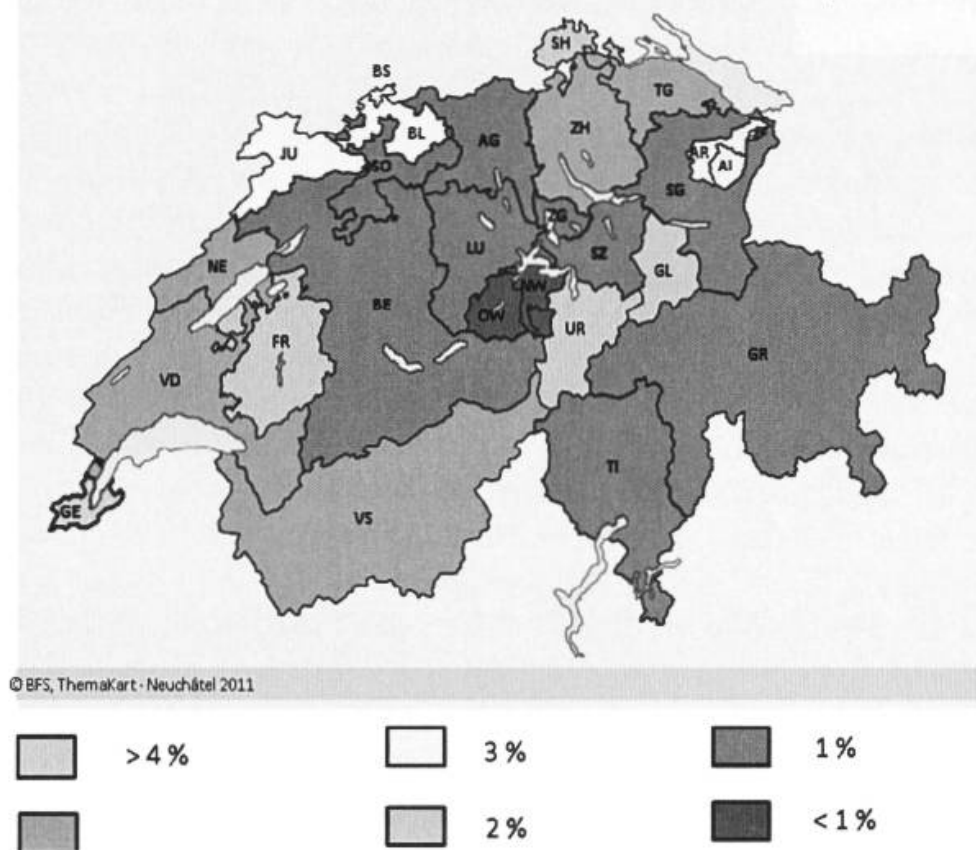 SH
BS
TG
BL
ZH
AG
JU
SO
AR
AI
SG
ZG
LU
SZ
NE
GL
NW
OW
BE
UR
FR
GR
VD
TI
GE
VS
© BFS, ThemaKart - Neuchâtel 2011
> 4 % 3 % 1 %
2 % < 1 %